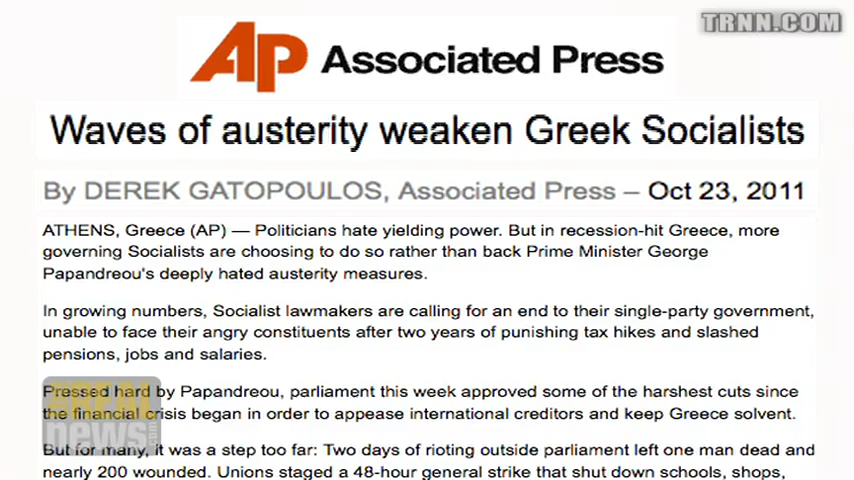 TRNN.COM
AP Associated Press
Waves of austerity weaken Greek Socialists
By DEREK GATOPOULOS, Associated Press – Oct 23, 2011
ATHENS, Greece (AP) — Politicians hate yielding power. But in recession-hit Greece, more
governing Socialists are choosing to do so rather than back Prime Minister George
Papandreou's deeply hated austerity measures.
In growing numbers, Socialist lawmakers are calling for an end to their single-party government,
unable to face their angry constituents after two years of punishing tax hikes and slashed
pensions, jobs and salaries.
Pressed hard by Papandreou, parliament this week approved some of the harshest cuts since
the financial crisis began in order to appease international creditors and keep Greece solvent.
But for many, it was a step too far: Two days of rioting outside parliament left one man dead and
nearly 200 wounded. Unions staged a 48-hour general strike that shut down schools, shops,
THEREAL
news.com